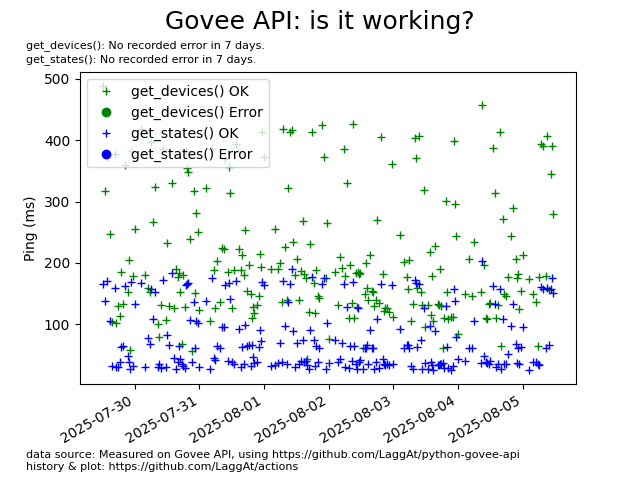 Govee API: is it working?
get_devices(): No recorded error in 7 days.
get_states(): No recorded error in 7 days.
500
400
300
200
100
Ping (ms)
get_devices() OK
get_devices() Error
get_states() OK
get_states() Error
2025-07-30
2025-07-31
2025-08-01
2025-08-02
2025-08-03
2025-08-04
2025-08-05
data source: Measured on Govee API, using https://github.com/LaggAt/python-govee-api
history & plot: https://github.com/LaggAt/actions